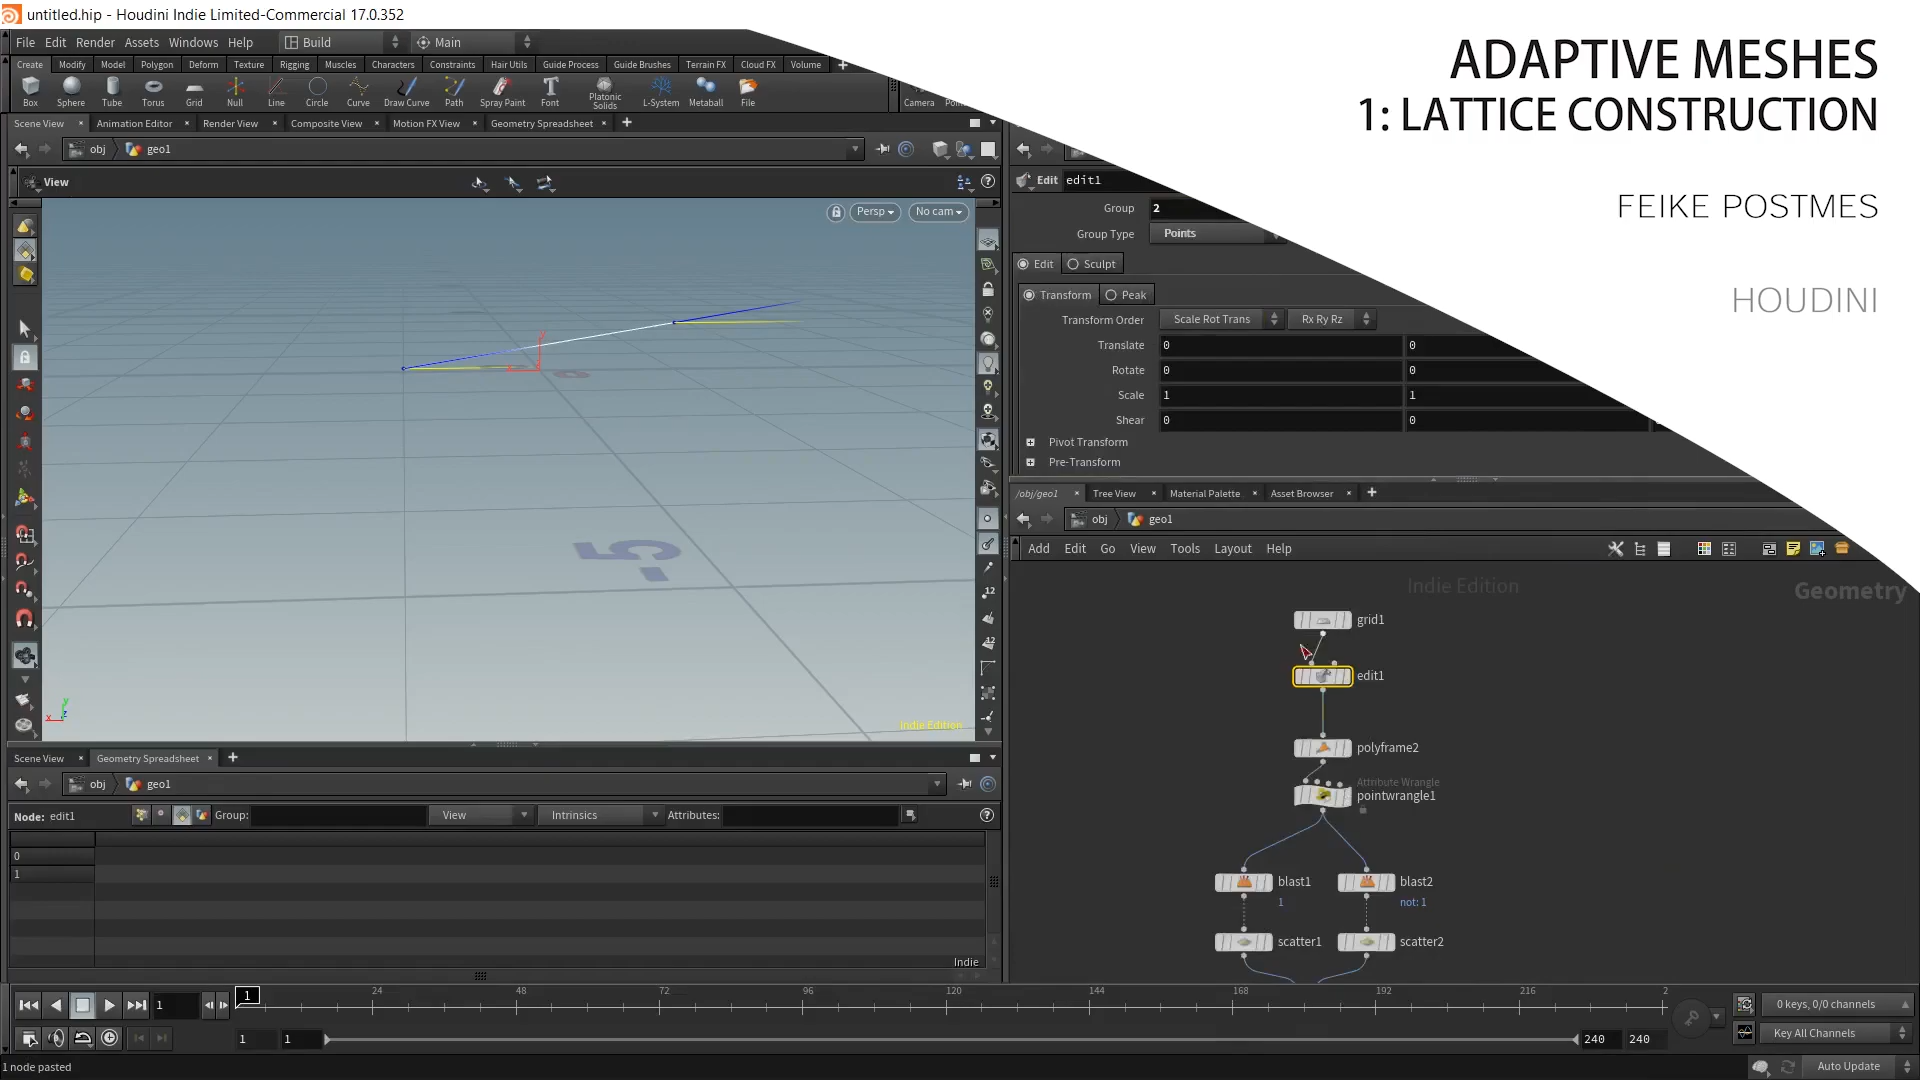 untitled.hip - Houdini Indie Limited-Commercial 17.0.352
ADAPTIVE MESHES
1: LATTICE CONSTRUCTION
FEIKE POSTMES
HOUDINI
File Edit Render Assets Windows Help Build Main
Create Modify Model Polygon Deform Texture Rigging Muscles Characters Constraints Hair Utils Guide Process Guide Brushes Terrain FX Cloud FX Volume
Box Sphere Tube Torus Grid Null Line Circle Curve Draw Curve Path Spray Paint Font Platonic Solids L-System Metaball File Camera
Scene View Animation Editor Render View Composite View Motion FX View Geometry Spreadsheet
obj geo1
View
Persp No cam
5-
Indie Edition
x y z
Edit edit1
Group 2
Group Type Points
Edit Sculpt
Transform Peak
Transform Order Scale Rot Trans Rx Ry Rz
Translate 0 0
Rotate 0 0
Scale 1 1
Shear 0 0
Pivot Transform
Pre-Transform
/obj/geo1 Tree View Material Palette Asset Browser
obj geo1
Add Edit Go View Tools Layout Help
Indie Edition
Geometry
grid1
edit1
polyframe2
Attribute Wrangle
pointwrangle1
blast1 blast2
1 not: 1
scatter1 scatter2
Scene View Geometry Spreadsheet
obj geo1
Node: edit1 Group: View Intrinsics Attributes:
0
1
Indie
1 1 24 48 72 96 120 144 168 192 216 2
0 keys, 0/0 channels
1 1 240 240 Key All Channels
1 node pasted
Auto Update